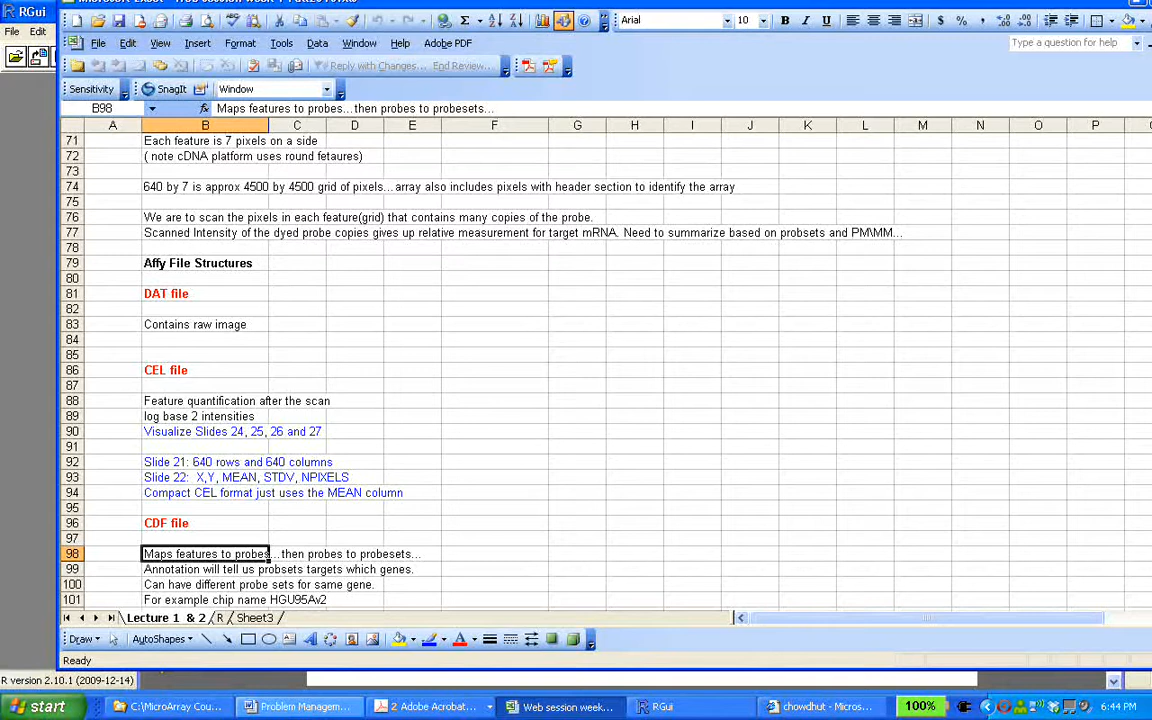 RGui
File Edit
File Edit View Insert Format Tools Data Window Help Adobe PDF
Type a question for help
Arial 10 B I U
Reply with Changes... End Review...
Sensitivity SnagIt Window
B98 fx Maps features to probes...then probes to probesets...
A B C D E F G H I J K L M N O P
71 Each feature is 7 pixels on a side
72 ( note cDNA platform uses round fetaures)
73
74 640 by 7 is approx 4500 by 4500 grid of pixels...array also includes pixels with header section to identify the array
75
76 We are to scan the pixels in each feature(grid) that contains many copies of the probe.
77 Scanned Intensity of the dyed probe copies gives up relative measurement for target mRNA. Need to summarize based on probsets and PM\MM...
78
79 Affy File Structures
80
81 DAT file
82
83 Contains raw image
84
85
86 CEL file
87
88 Feature quantification after the scan
89 log base 2 intensities
90 Visualize Slides 24, 25, 26 and 27
91
92 Slide 21: 640 rows and 640 columns
93 Slide 22: X,Y, MEAN, STDV, NPIXELS
94 Compact CEL format just uses the MEAN column
95
96 CDF file
97
98 Maps features to probes...then probes to probesets...
99 Annotation will tell us probsets targets which genes.
100 Can have different probe sets for same gene.
101 For example chip name HGU95Av2
Lecture 1 & 2 R Sheet3
Draw AutoShapes
Ready
R version 2.10.1 (2009-12-14)
start C:\MicroArray Cou... Problem Managem... 2 Adobe Acrobat... Web session week... RGui chowdhut - Micros... 100% 6:44 PM